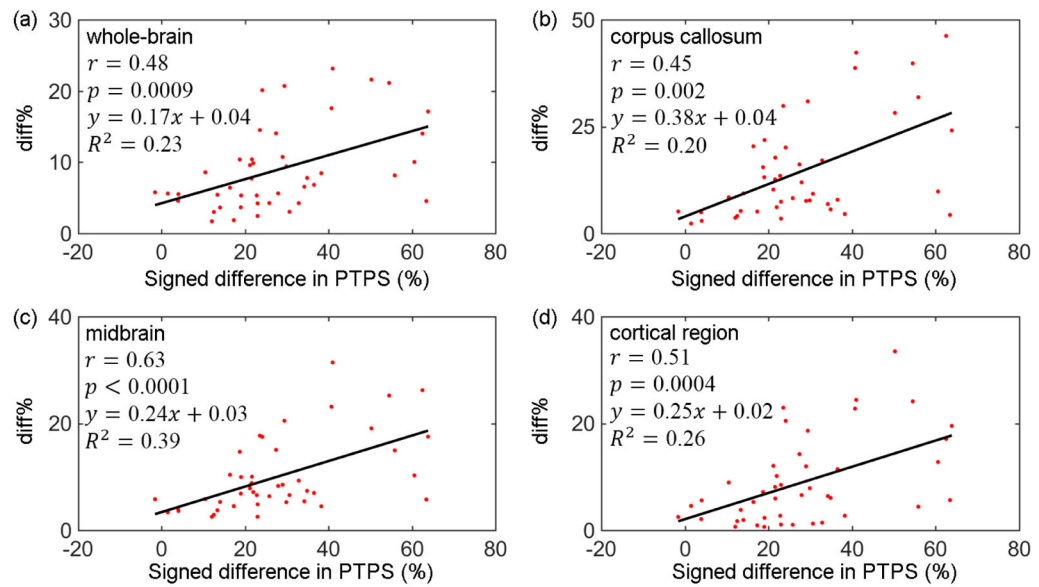 (a)
whole-brain
r = 0.48
p = 0.0009
y = 0.17x + 0.04
R² = 0.23
30
20
10
0
diff%
-20
0
20
40
60
80
Signed difference in PTPS (%)
(b)
corpus callosum
r = 0.45
p = 0.002
y = 0.38x + 0.04
R² = 0.20
50
25
0
diff%
-20
0
20
40
60
80
Signed difference in PTPS (%)
(c)
midbrain
r = 0.63
p < 0.0001
y = 0.24x + 0.03
R² = 0.39
40
20
0
diff%
-20
0
20
40
60
80
Signed difference in PTPS (%)
(d)
cortical region
r = 0.51
p = 0.0004
y = 0.25x + 0.02
R² = 0.26
40
20
0
diff%
-20
0
20
40
60
80
Signed difference in PTPS (%)